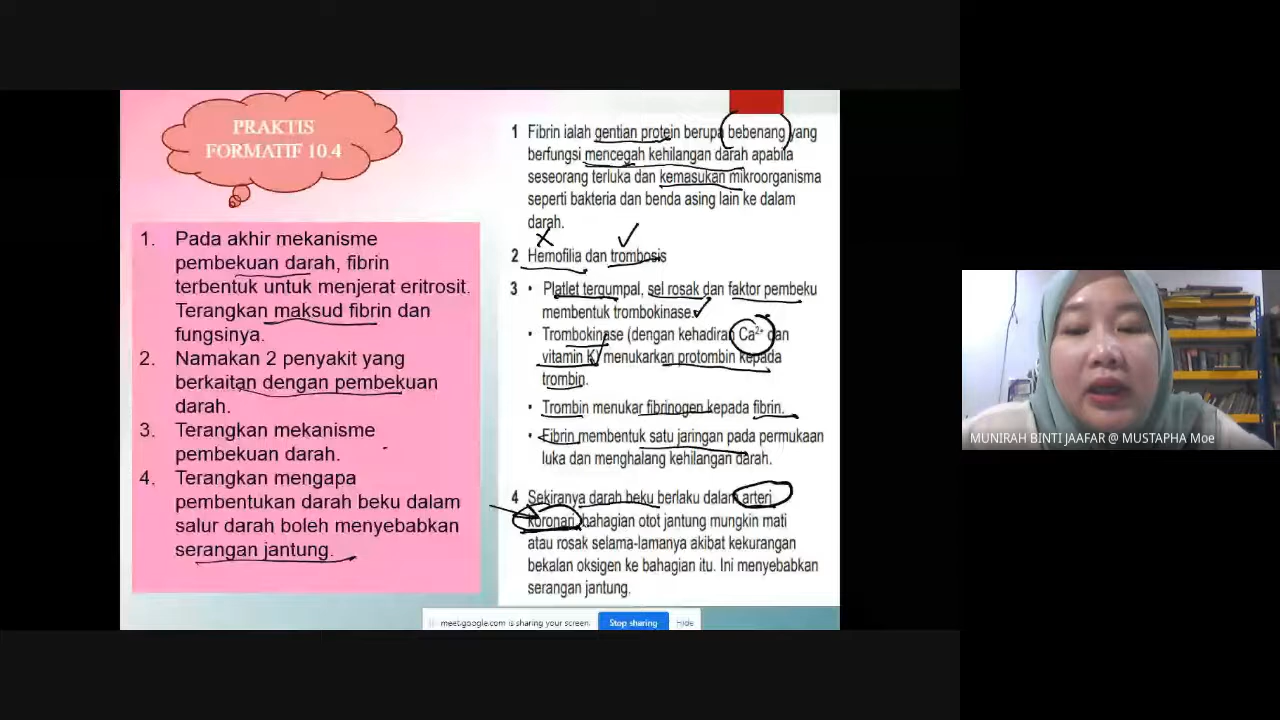 PRAKTIS
FORMATIF 10.4
1. Pada akhir mekanisme
pembekuan darah, fibrin
terbentuk untuk menjerat eritrosit.
Terangkan maksud fibrin dan
fungsinya.
2. Namakan 2 penyakit yang
berkaitan dengan pembekuan
darah.
3. Terangkan mekanisme
pembekuan darah.
4. Terangkan mengapa
pembentukan darah beku dalam
salur darah boleh menyebabkan
serangan jantung.
1 Fibrin ialah gentian protein berupa bebenang yang
berfungsi mencegah kehilangan darah apabila
seseorang terluka dan kemasukan mikroorganisma
seperti bakteria dan benda asing lain ke dalam
darah.
2 Hemofilia dan trombosis
3 • Platlet tergumpal, sel rosak dan faktor pembeku
membentuk trombokinase.
• Trombokinase (dengan kehadiran Ca²⁺ dan
vitamin K) menukarkan protombin kepada
trombin.
• Trombin menukar fibrinogen kepada fibrin.
• Fibrin membentuk satu jaringan pada permukaan
luka dan menghalang kehilangan darah.
4 Sekiranya darah beku berlaku dalam arteri
koronari, bahagian otot jantung mungkin mati
atau rosak selama-lamanya akibat kekurangan
bekalan oksigen ke bahagian itu. Ini menyebabkan
serangan jantung.
meet.google.com is sharing your screen. Stop sharing Hide
MUNIRAH BINTI JAAFAR @ MUSTAPHA Moe